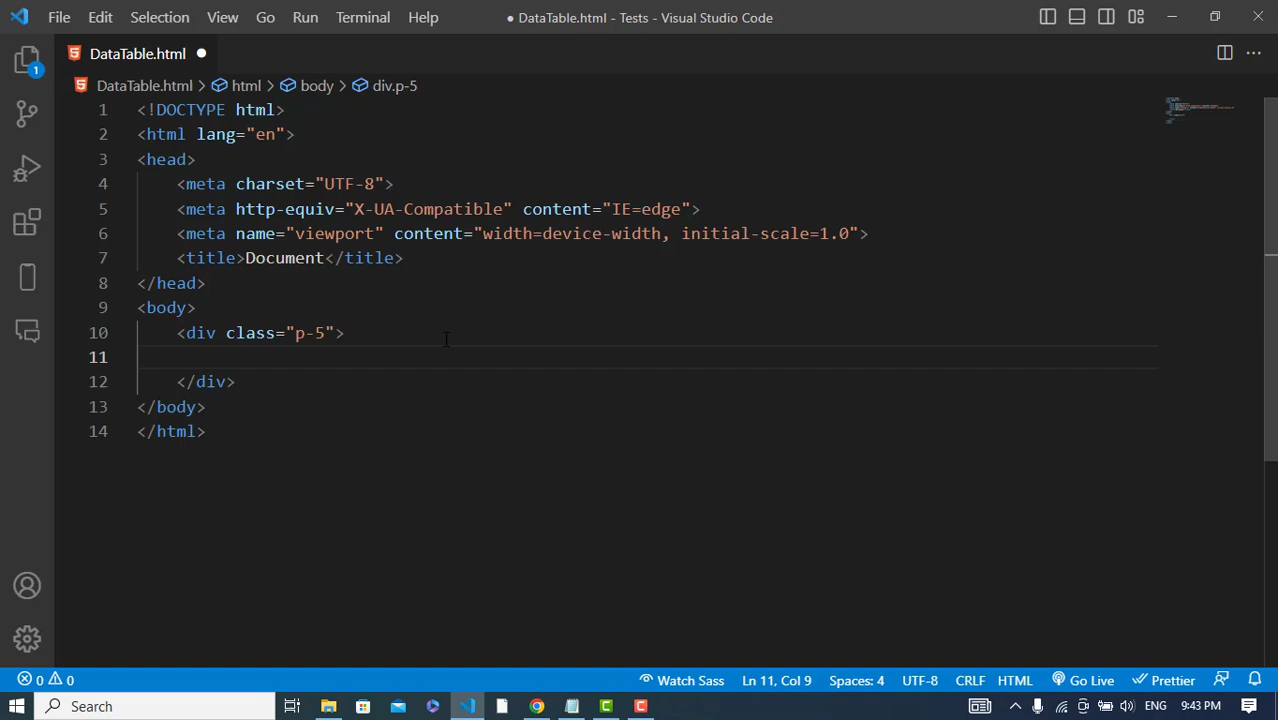 File Edit Selection View Go Run Terminal Help ● DataTable.html - Tests - Visual Studio Code
1
DataTable.html ●
DataTable.html > html > body > div.p-5
1 <!DOCTYPE html>
2 <html lang="en">
3 <head>
4 <meta charset="UTF-8">
5 <meta http-equiv="X-UA-Compatible" content="IE=edge">
6 <meta name="viewport" content="width=device-width, initial-scale=1.0">
7 <title>Document</title>
8 </head>
9 <body>
10 <div class="p-5">
11
12 </div>
13 </body>
14 </html>
0 0 Watch Sass Ln 11, Col 9 Spaces: 4 UTF-8 CRLF HTML Go Live Prettier
Search ENG 9:43 PM